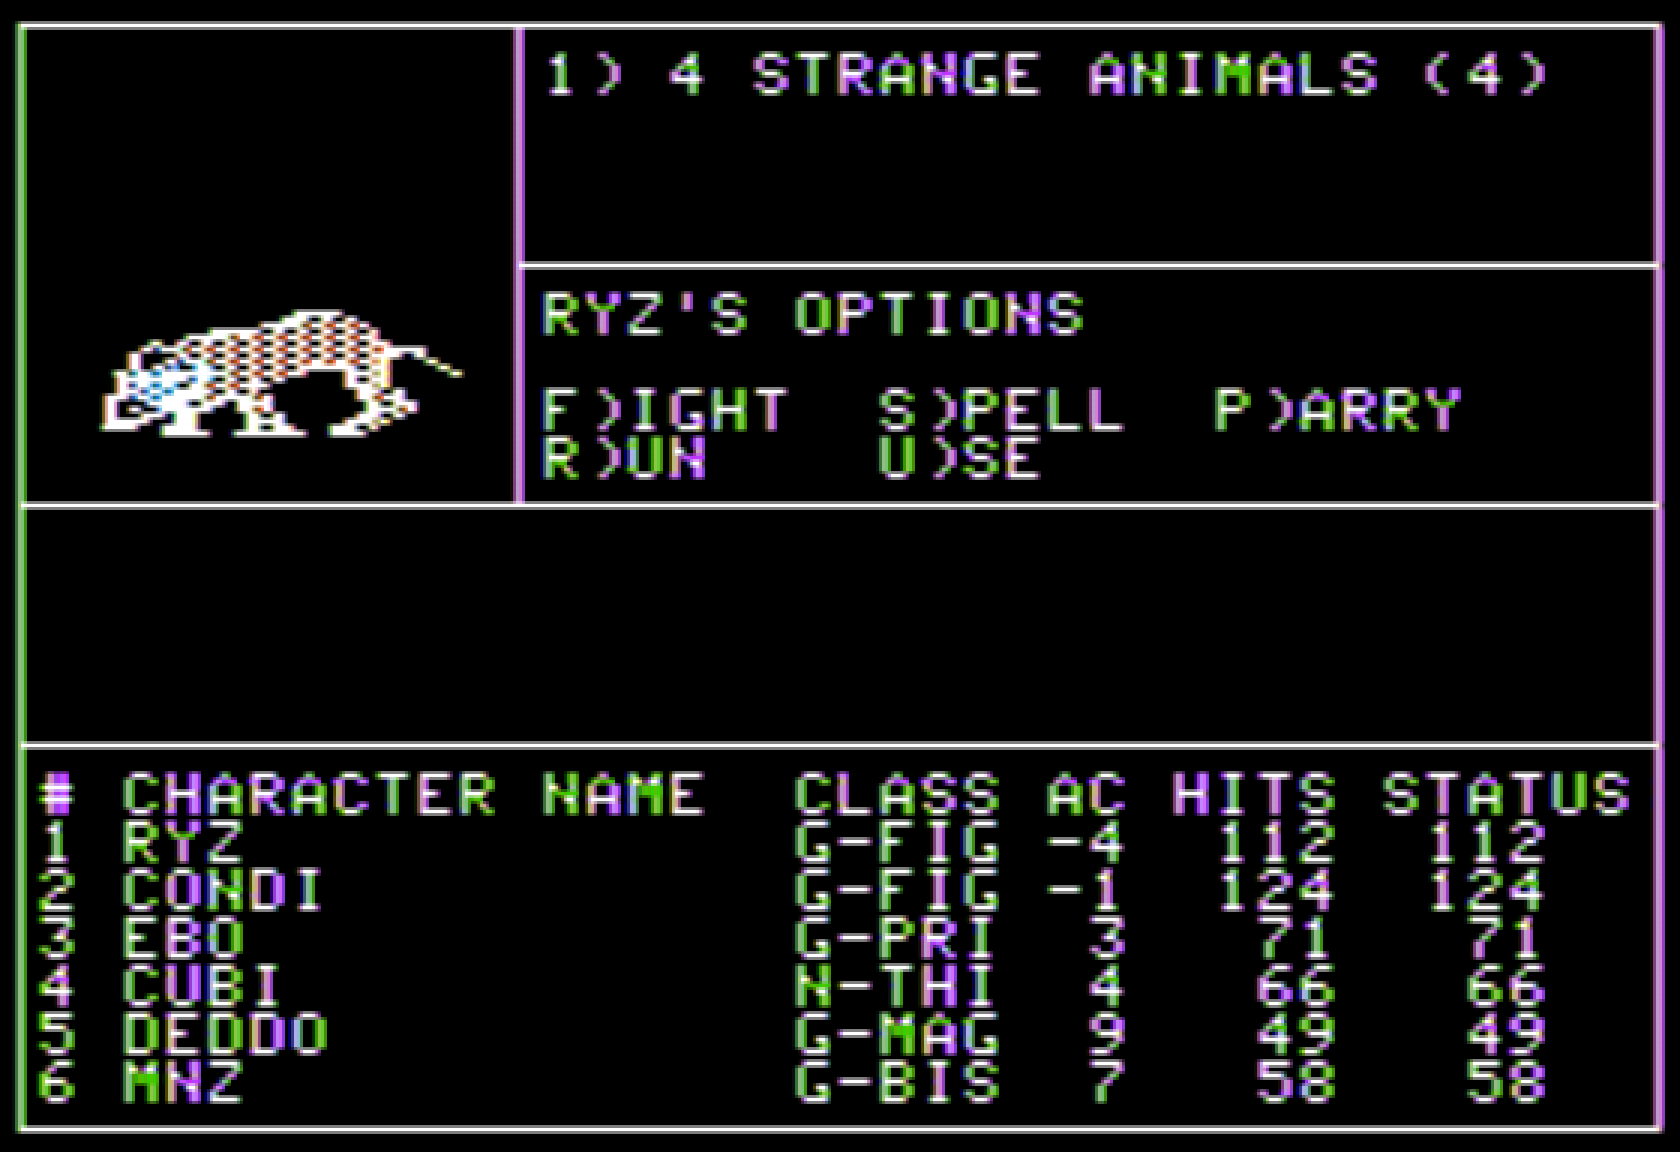 1) 4 STRANGE ANIMALS (4)
RYZ'S OPTIONS
F)IGHT S)PELL P)ARRY
R)UN U)SE
# CHARACTER NAME CLASS AC HITS STATUS
1 RYZ G-FIG -4 112 112
2 CONDI G-FIG -1 124 124
3 EBO G-PRI 3 71 71
4 CUBI N-THI 4 66 66
5 DEDDO G-MAG 9 49 49
6 MNZ G-BIS 7 58 58